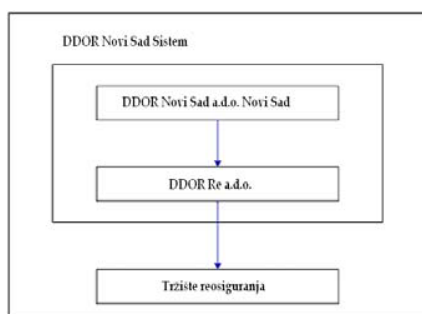 DDOR Novi Sad Sistem
DDOR Novi Sad a.d.o. Novi Sad
DDOR Re a.d.o.
Tržište reosiguranja